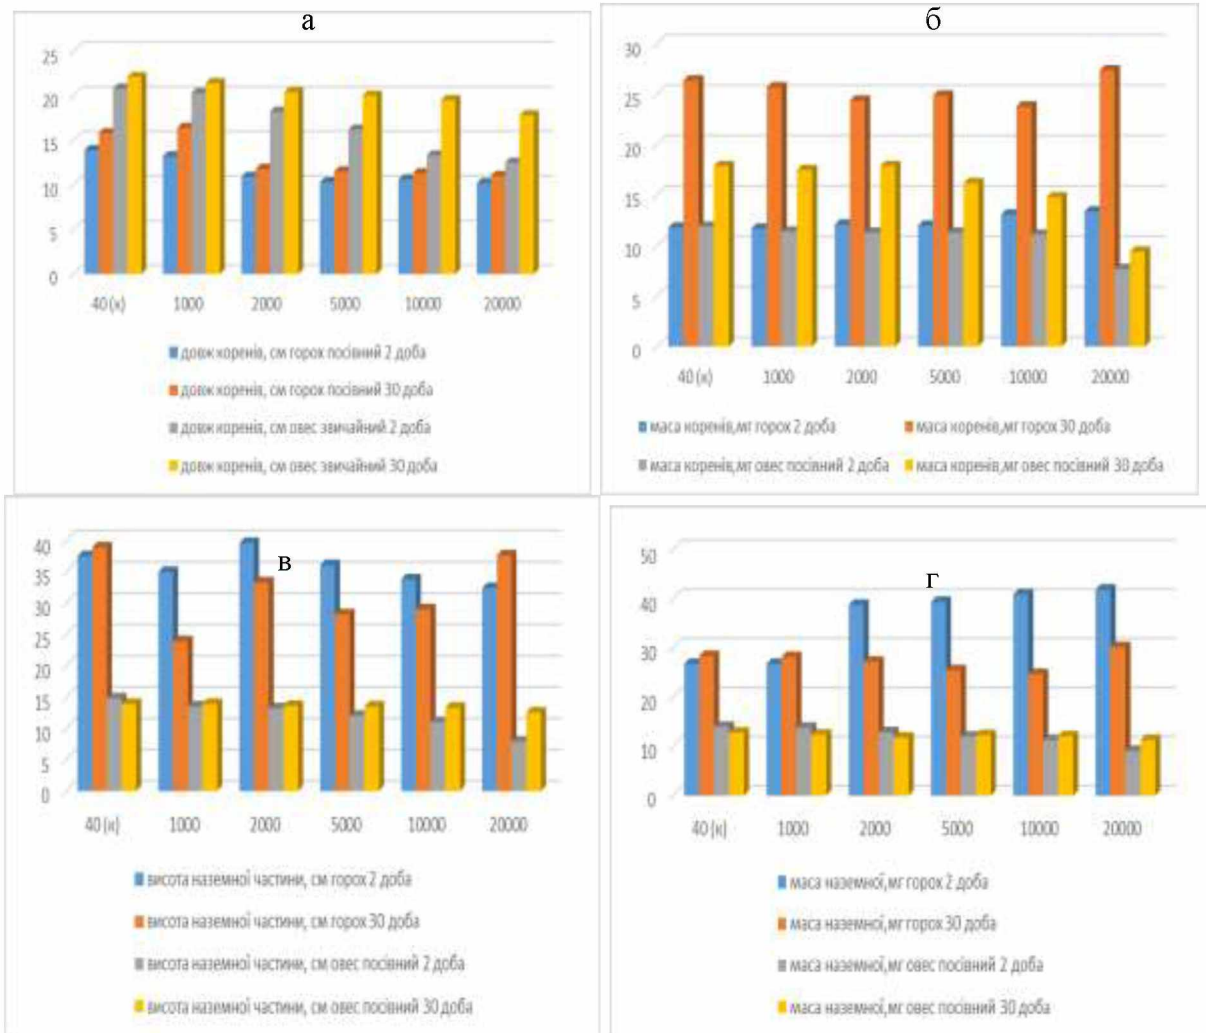 а
25
20
15
10
5
0
40 (к) 1000 2000 5000 10000 20000
довж коренів, см горох посівний 2 доба
довж коренів, см горох посівний 30 доба
довж коренів, см овес звичайний 2 доба
довж коренів, см овес звичайний 30 доба
б
30
25
20
15
10
5
0
40 (к) 1000 2000 5000 10000 20000
маса коренів,мг горох 2 доба маса коренів,мг горох 30 доба
маса коренів,мг овес посівний 2 доба маса коренів,мг овес посівний 30 доба
в
40
35
30
25
20
15
10
5
0
40 (к) 1000 2000 5000 10000 20000
висота наземної частини, см горох 2 доба
висота наземної частини, см горох 30 доба
висота наземної частини, см овес посівний 2 доба
висота наземної частини, см овес посівний 30 доба
г
50
40
30
20
10
0
40 (к) 1000 2000 5000 10000 20000
маса наземної,мг горох 2 доба
маса наземної,мг горох 30 доба
маса наземної,мг овес посівний 2 доба
маса наземної,мг овес посівний 30 доба